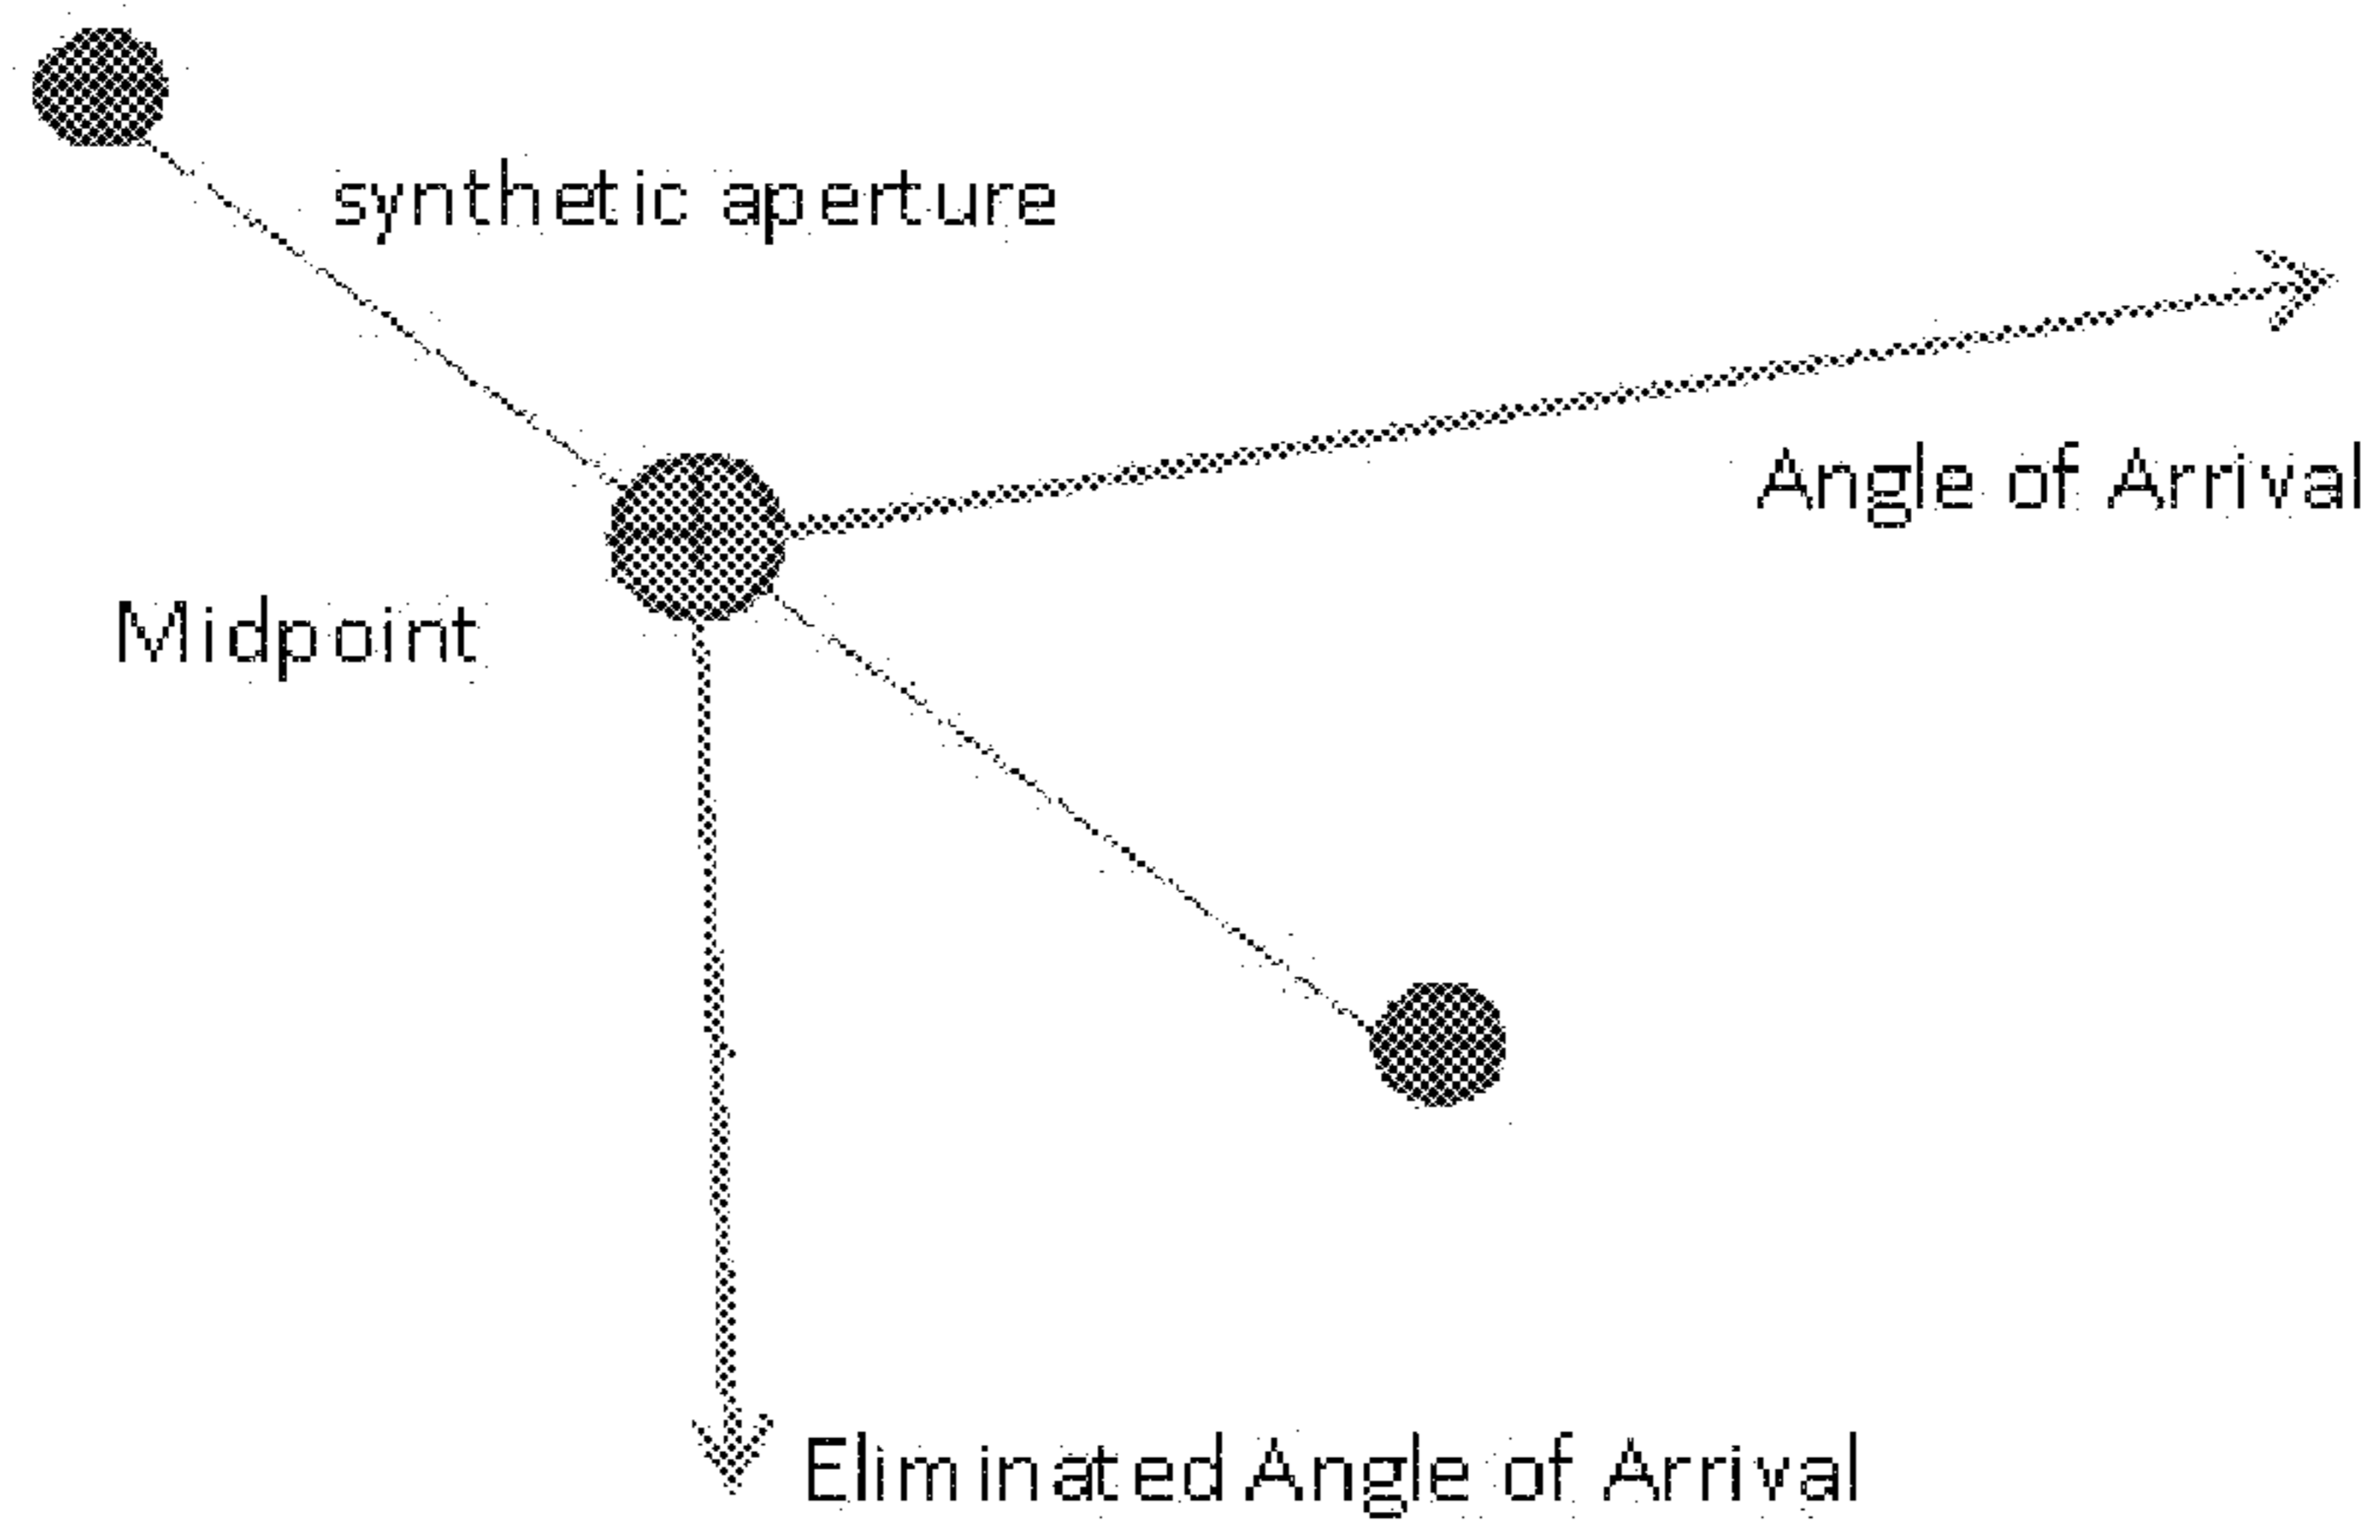 synthetic aperture
Angle of Arrival
Midpoint
Eliminated Angle of Arrival